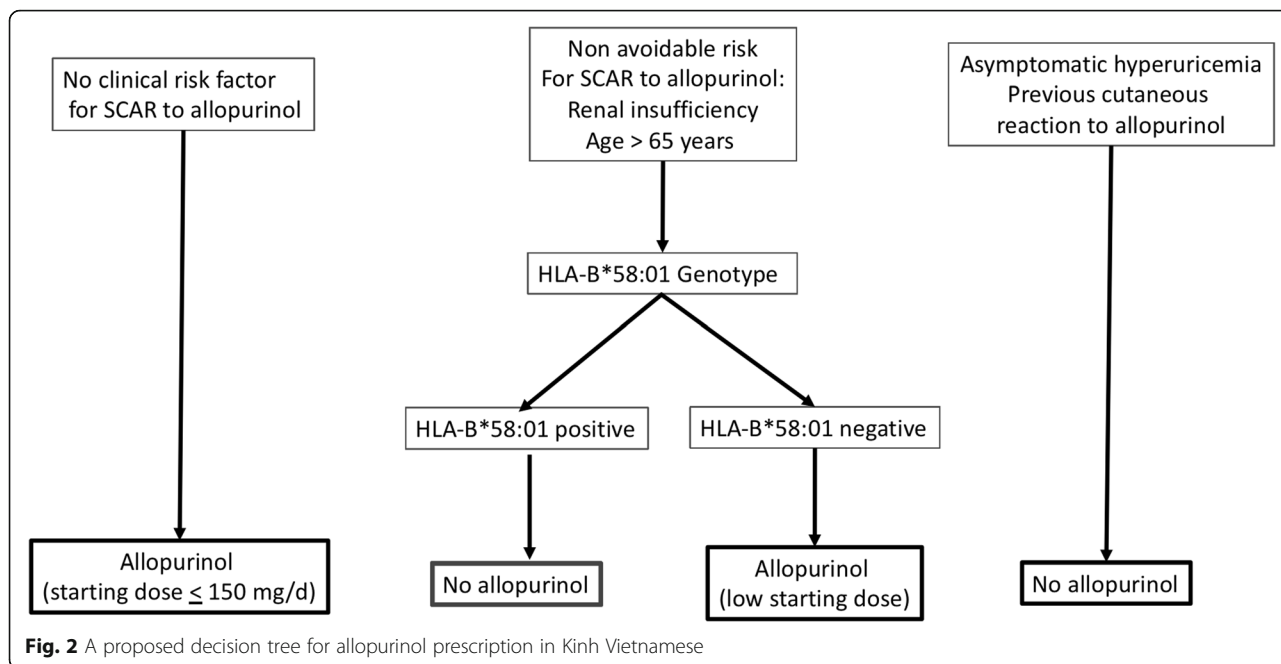 No clinical risk factor
for SCAR to allopurinol
Non avoidable risk
For SCAR to allopurinol:
Renal insufficiency
Age > 65 years
Asymptomatic hyperuricemia
Previous cutaneous
reaction to allopurinol
HLA-B*58:01 Genotype
HLA-B*58:01 positive
HLA-B*58:01 negative
Allopurinol
(starting dose ≤ 150 mg/d)
No allopurinol
Allopurinol
(low starting dose)
No allopurinol
Fig. 2 A proposed decision tree for allopurinol prescription in Kinh Vietnamese